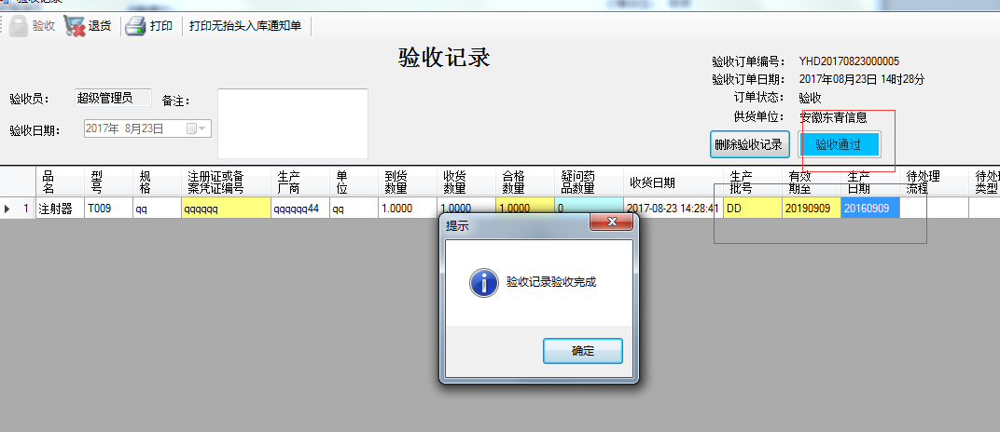 验收记录
验收 退货 打印 打印无抬头入库通知单
验收记录
验收订单编号： YHD20170823000005
验收订单日期： 2017年08月23日 14时28分
验收员： 超级管理员 备注： 订单状态： 验收
供货单位： 安徽东青信息
验收日期： 2017年 8月23日
删除验收记录 验收通过
品名 型号 规格 注册证或备案凭证编号 生产厂商 单位 到货数量 收货数量 合格数量 疑问药品数量 收货日期 生产批号 有效期至 生产日期 待处理流程 待处理类型
1 注射器 T009 qq qqqqqq qqqqqq44 qq 1.0000 1.0000 1.0000 0 2017-08-23 14:28:41 DD 20190909 20160909
提示
验收记录验收完成
确定